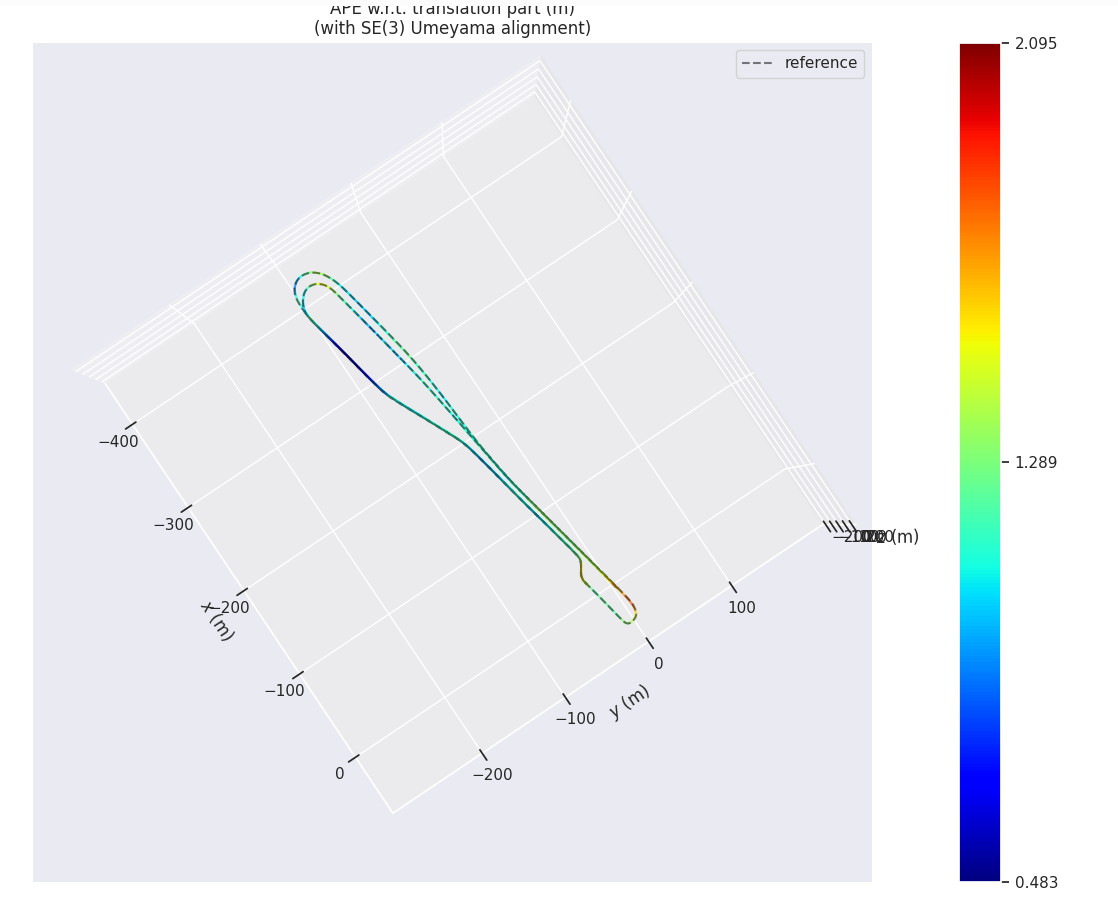 APE w.r.t. translation part (m)
(with SE(3) Umeyama alignment)
reference
2.095
1.289
0.483
−400
−300
−200
−100
0
x (m)
−200
−100
0
100
y (m)
(m)